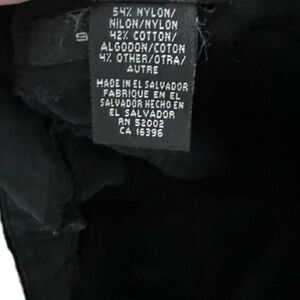 54% NYLON/
NILON/NYLON
42% COTTON/
ALGODON/COTON
4% OTHER/OTRA/
AUTRE
MADE IN EL SALVADOR
FABRIQUE EN EL
SALVADOR HECHO EN
EL SALVADOR
RN 52002
CA 16396
S